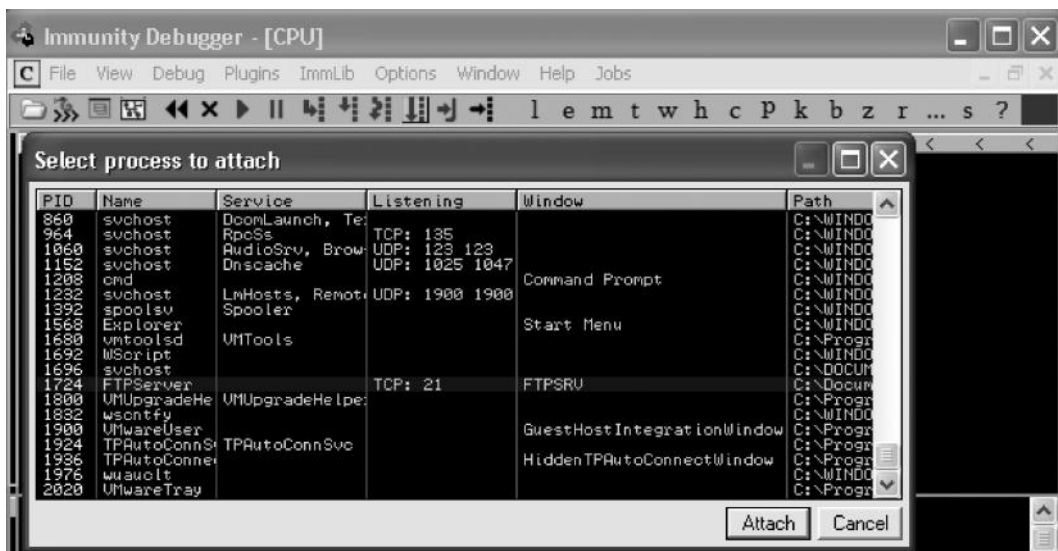 Immunity Debugger - [CPU]
C File View Debug Plugins ImmLib Options Window Help Jobs
l e m t w h c P k b z r ... s ?
Select process to attach
PID Name Service Listening Window Path
860 svchost DcomLaunch, Te C:\WINDO
964 svchost RpcSs TCP: 135 C:\WINDO
1060 svchost AudioSrv, Brow UDP: 123 123 C:\WINDO
1152 svchost Dnscache UDP: 1025 1047 C:\WINDO
1208 cmd Command Prompt C:\WINDO
1232 svchost LmHosts, Remot UDP: 1900 1900 C:\WINDO
1392 spoolsv Spooler C:\WINDO
1568 Explorer Start Menu C:\WINDO
1680 vmtoolsd VMTools C:\Progr
1692 WScript C:\WINDO
1696 svchost C:\DOCUM
1724 FTPServer TCP: 21 FTPSRV C:\Docum
1800 VMUpgradeHe VMUpgradeHelpe C:\Progr
1832 wscntfy C:\WINDO
1900 VMwareUser GuestHostIntegrationWindow C:\Progr
1924 TPAutoConnS TPAutoConnSvc C:\Progr
1936 TPAutoConne HiddenTPAutoConnectWindow C:\Progr
1976 wuauclt C:\WINDO
2020 VMwareTray C:\Progr
Attach Cancel